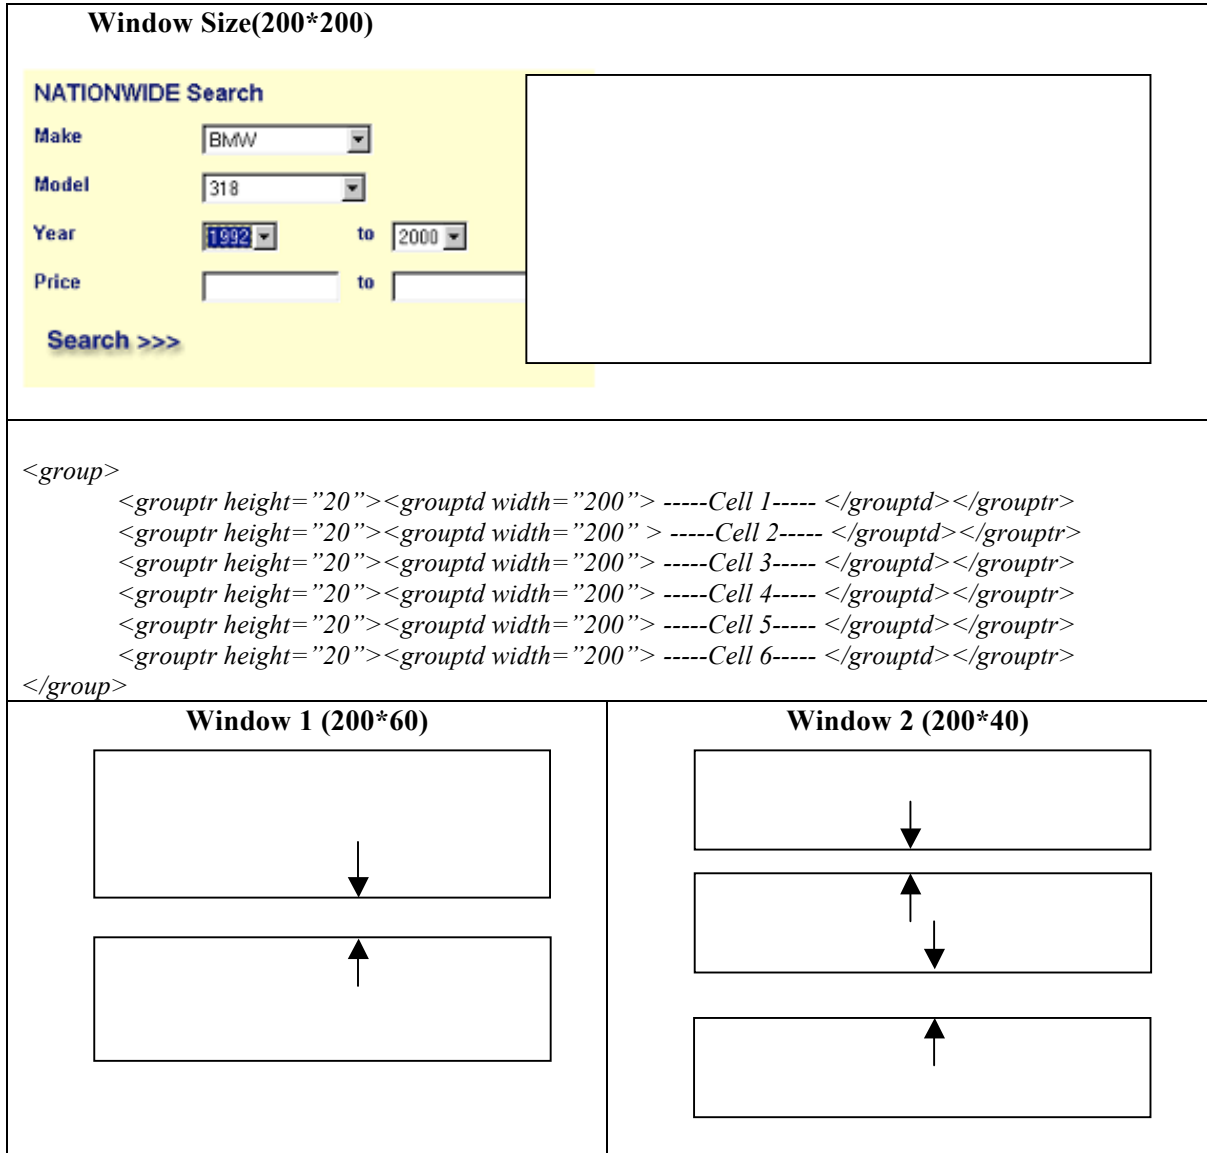 Window Size(200*200)
NATIONWIDE Search
Make BMW
Model 318
Year 1992 to 2000
Price to
Search >>>
<group>
<grouptr height=”20”><grouptd width=”200”> -----Cell 1----- </grouptd></grouptr>
<grouptr height=”20”><grouptd width=”200” > -----Cell 2----- </grouptd></grouptr>
<grouptr height=”20”><grouptd width=”200”> -----Cell 3----- </grouptd></grouptr>
<grouptr height=”20”><grouptd width=”200”> -----Cell 4----- </grouptd></grouptr>
<grouptr height=”20”><grouptd width=”200”> -----Cell 5----- </grouptd></grouptr>
<grouptr height=”20”><grouptd width=”200”> -----Cell 6----- </grouptd></grouptr>
</group>
Window 1 (200*60)
Window 2 (200*40)